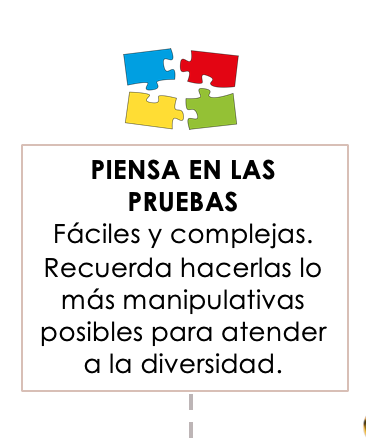 PIENSA EN LAS
PRUEBAS
Fáciles y complejas.
Recuerda hacerlas lo
más manipulativas
posibles para atender
a la diversidad.